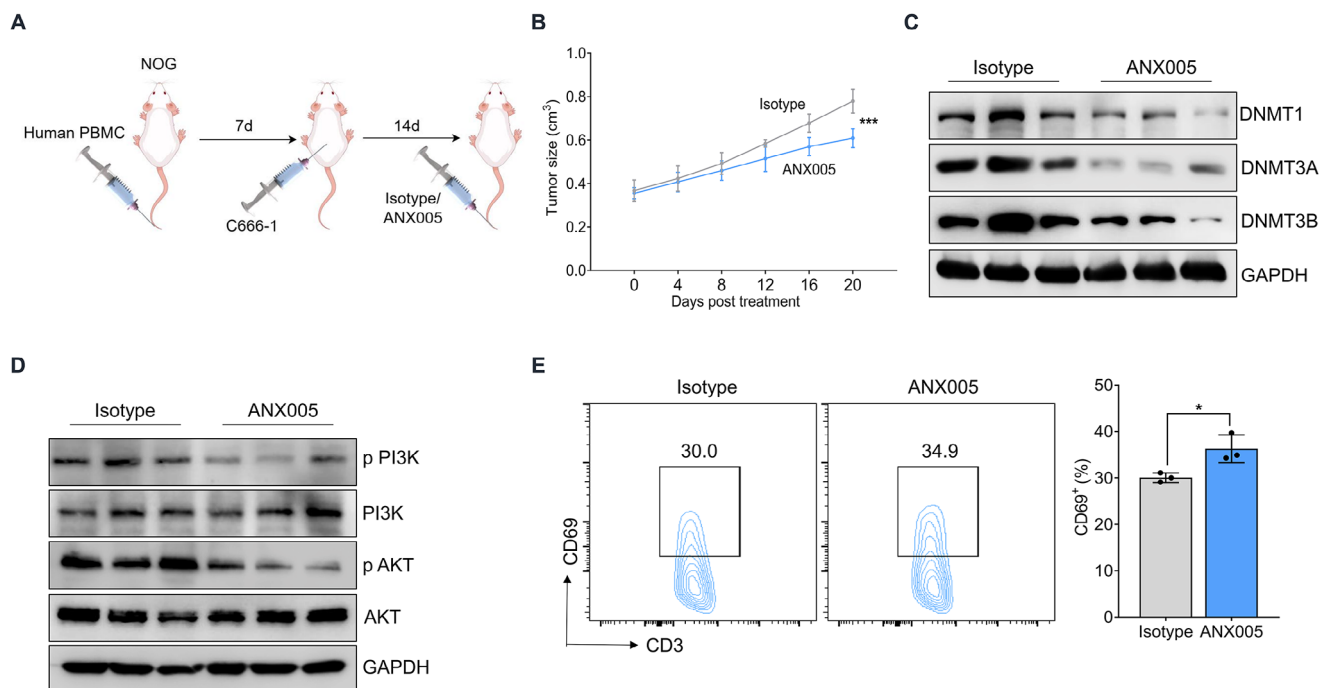 A
NOG
Human PBMC
7d
14d
C666-1
Isotype/
ANX005
B
Tumor size (cm³)
1.0
0.8
0.6
0.4
0.2
0.0
Isotype
***
ANX005
0 4 8 12 16 20
Days post treatment
C
Isotype ANX005
DNMT1
DNMT3A
DNMT3B
GAPDH
D
Isotype ANX005
p PI3K
PI3K
p AKT
AKT
GAPDH
E
Isotype ANX005
30.0 34.9
CD69
CD3
CD69⁺ (%)
50
40
30
20
10
0
*
Isotype ANX005